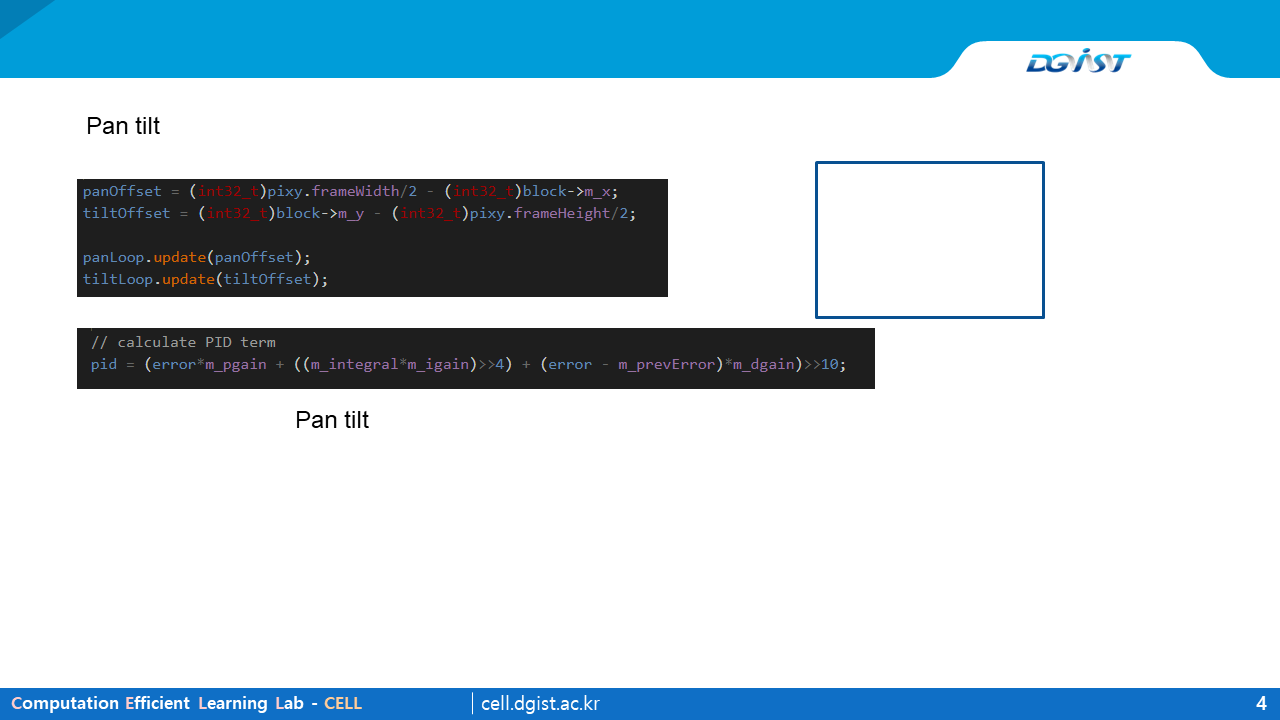 DGIST
Pan tilt
panOffset = (int32_t)pixy.frameWidth/2 - (int32_t)block->m_x;
tiltOffset = (int32_t)block->m_y - (int32_t)pixy.frameHeight/2;
panLoop.update(panOffset);
tiltLoop.update(tiltOffset);
// calculate PID term
pid = (error*m_pgain + ((m_integral*m_igain)>>4) + (error - m_prevError)*m_dgain)>>10;
Pan tilt
Computation Efficient Learning Lab - CELL
cell.dgist.ac.kr
4